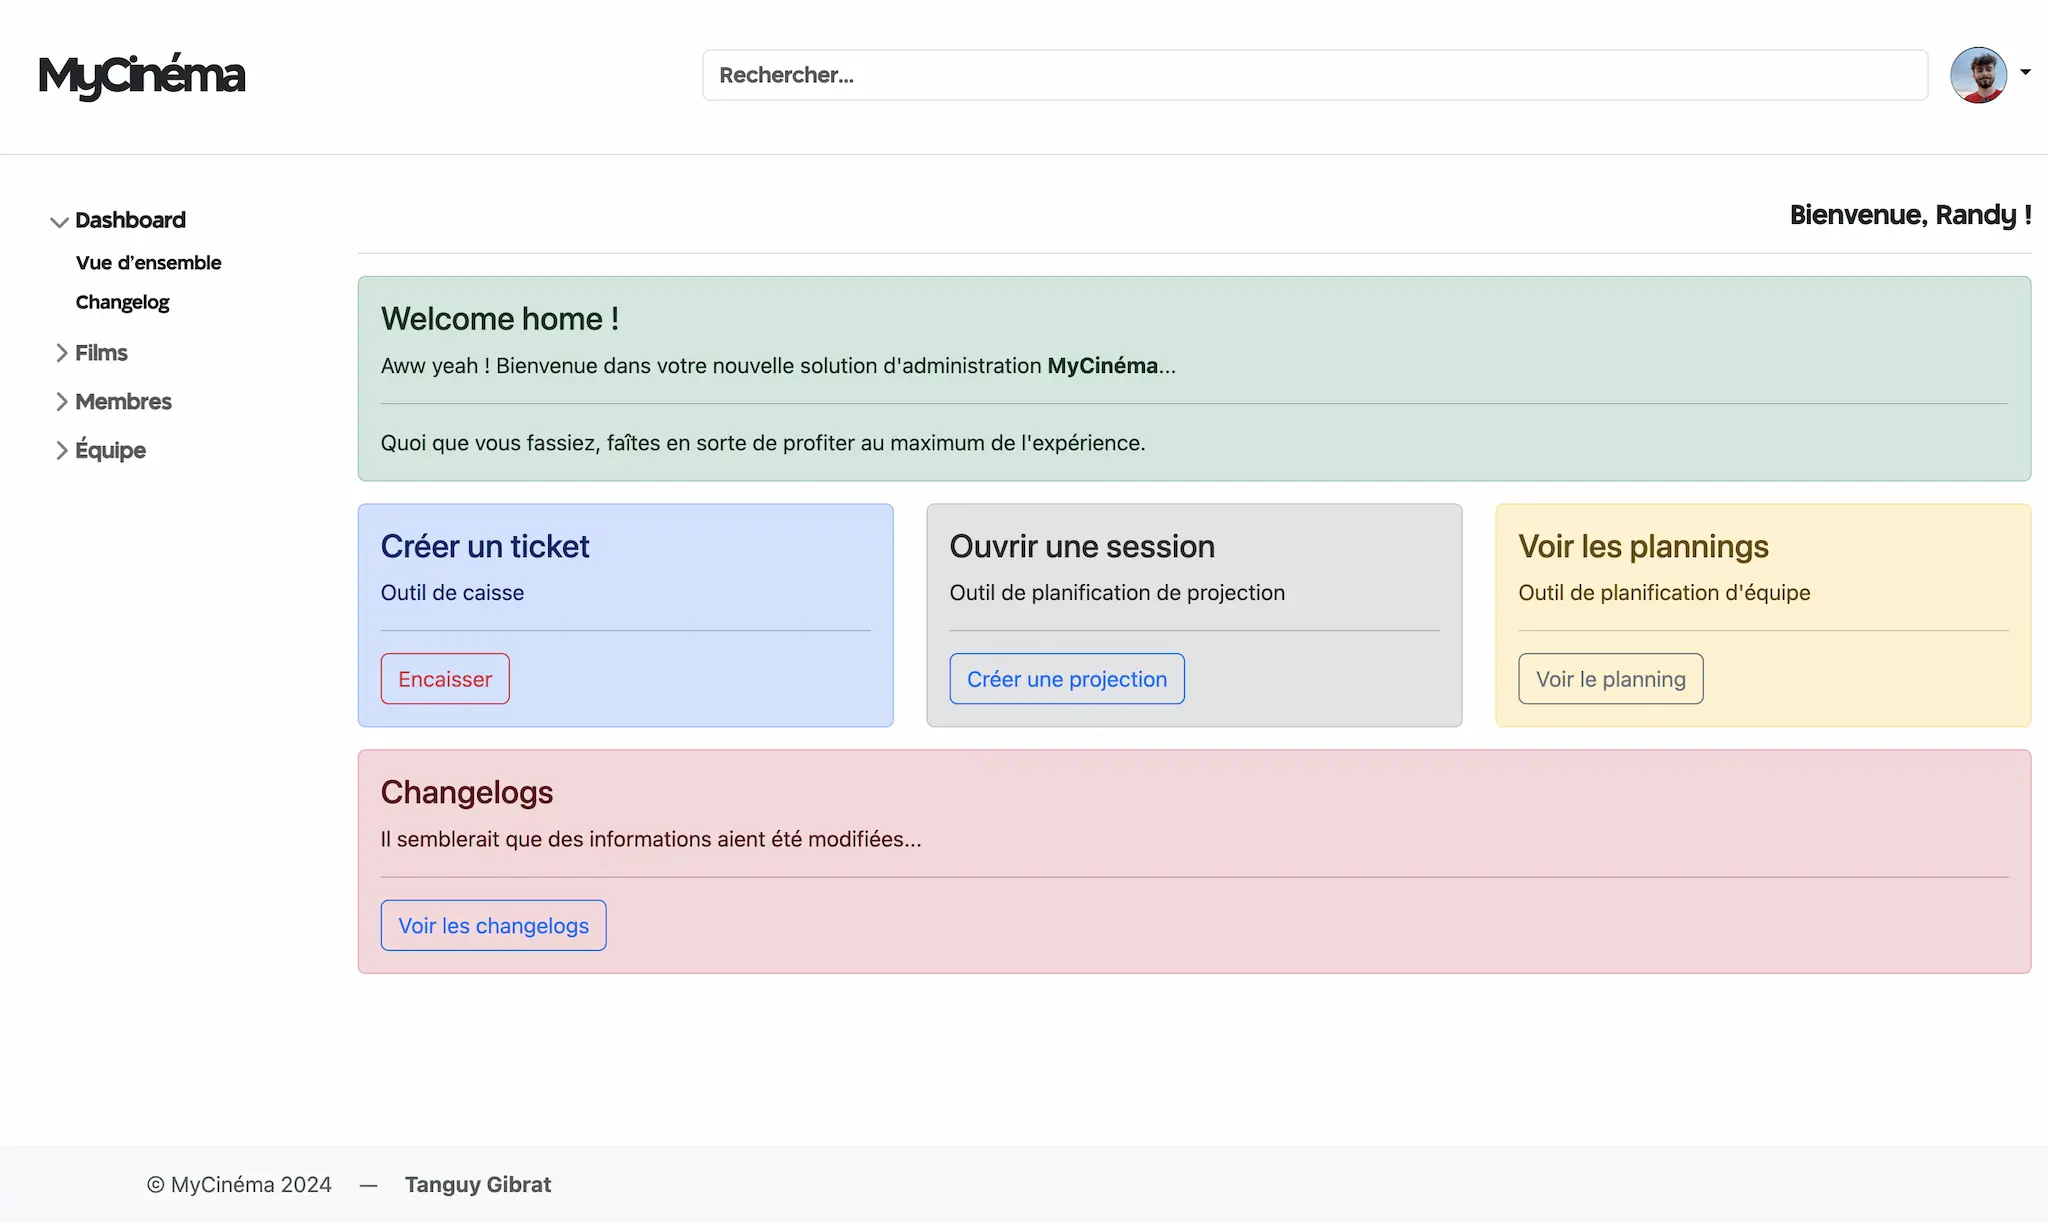 MyCinéma
Rechercher...
Dashboard
Vue d’ensemble
Changelog
Films
Membres
Équipe
Bienvenue, Randy !
Welcome home !
Aww yeah ! Bienvenue dans votre nouvelle solution d'administration MyCinéma...
Quoi que vous fassiez, faîtes en sorte de profiter au maximum de l'expérience.
Créer un ticket
Outil de caisse
Encaisser
Ouvrir une session
Outil de planification de projection
Créer une projection
Voir les plannings
Outil de planification d'équipe
Voir le planning
Changelogs
Il semblerait que des informations aient été modifiées...
Voir les changelogs
© MyCinéma 2024 — Tanguy Gibrat